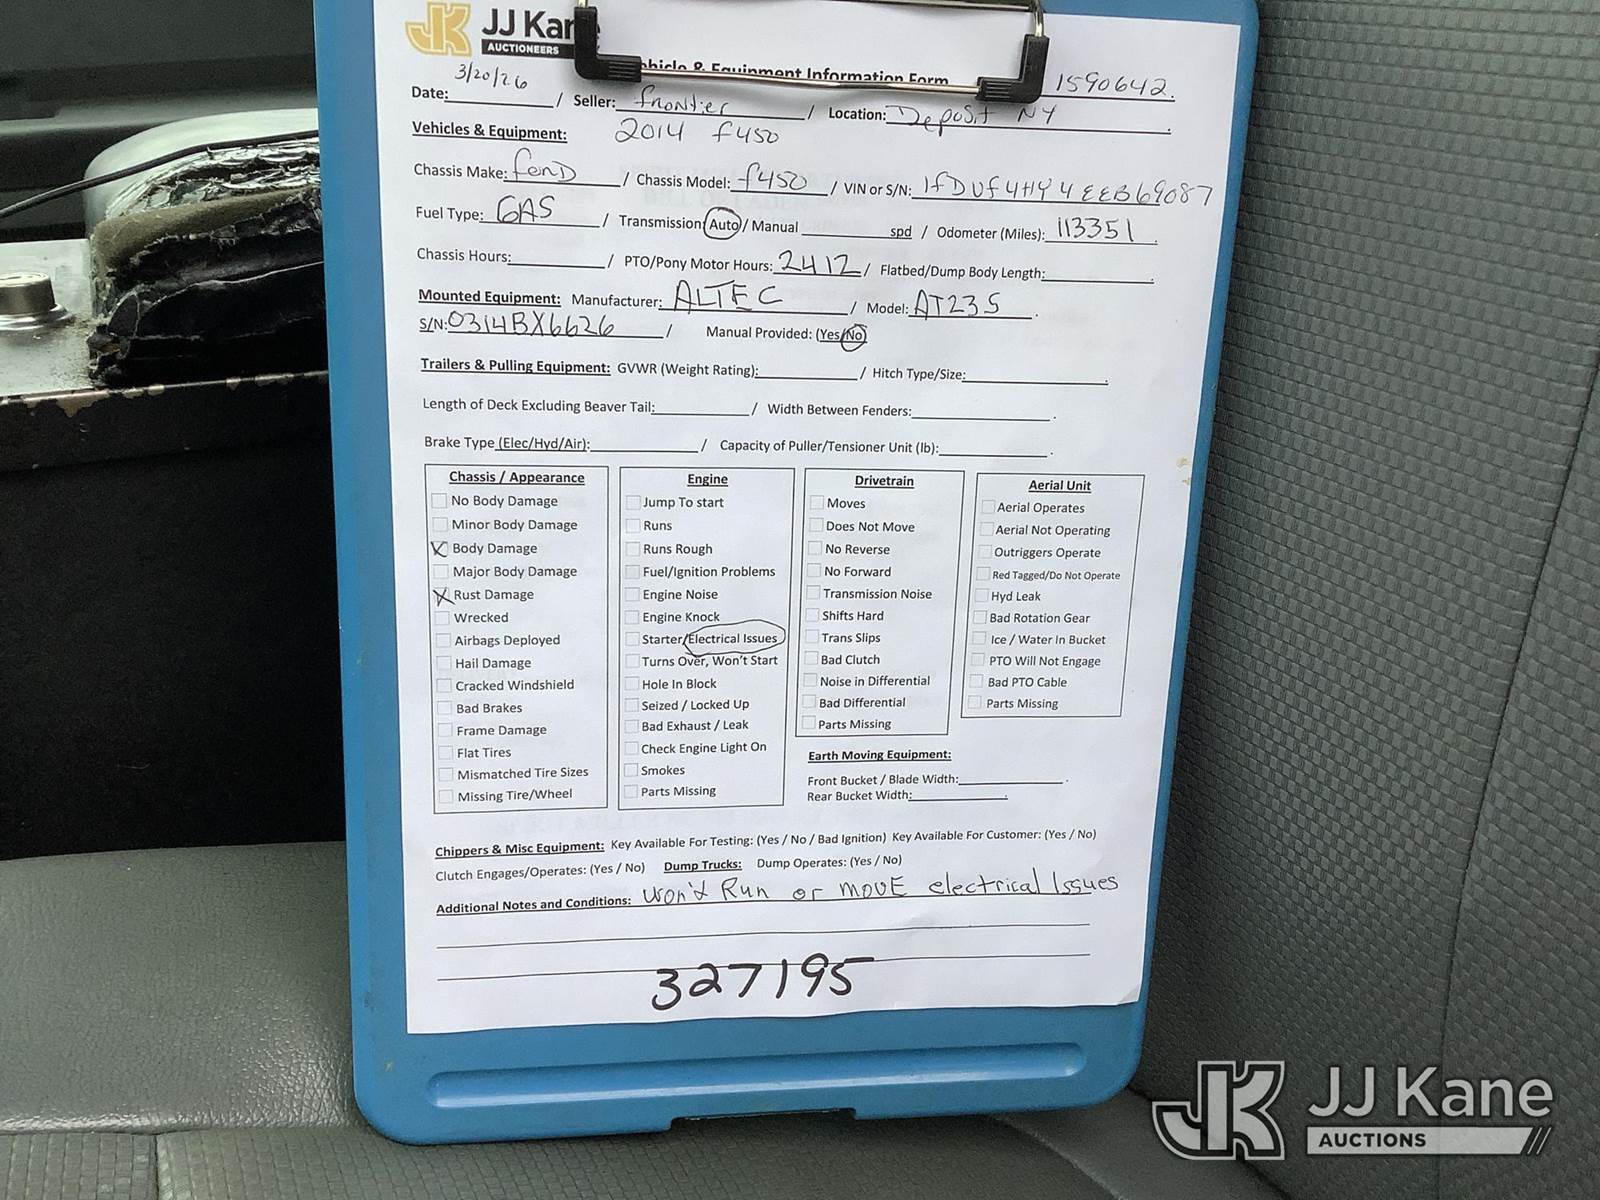 JJ Kane
AUCTIONEERS
Vehicle & Equipment Information Form
1590642.
Date: 3/20/26 / Seller: Frontier / Location: Deposit NY.
Vehicles & Equipment: 2014 F450
Chassis Make: ForD / Chassis Model: F450 / VIN or S/N: 1FDUF4HY4EEB69087
Fuel Type: GAS / Transmission: Auto / Manual spd / Odometer (Miles): 113351.
Chassis Hours: / PTO/Pony Motor Hours: 2412 / Flatbed/Dump Body Length: .
Mounted Equipment: Manufacturer: ALTEC / Model: AT235.
S/N: 0314BX6626 / Manual Provided: (Yes/No)
Trailers & Pulling Equipment: GVWR (Weight Rating): / Hitch Type/Size: .
Length of Deck Excluding Beaver Tail: / Width Between Fenders: .
Brake Type (Elec/Hyd/Air): / Capacity of Puller/Tensioner Unit (lb): .
Chassis / Appearance
No Body Damage
Minor Body Damage
X Body Damage
Major Body Damage
X Rust Damage
Wrecked
Airbags Deployed
Hail Damage
Cracked Windshield
Bad Brakes
Frame Damage
Flat Tires
Mismatched Tire Sizes
Missing Tire/Wheel
Engine
Jump To start
Runs
Runs Rough
Fuel/Ignition Problems
Engine Noise
Engine Knock
Starter/Electrical Issues
Turns Over, Won't Start
Hole In Block
Seized / Locked Up
Bad Exhaust / Leak
Check Engine Light On
Smokes
Parts Missing
Drivetrain
Moves
Does Not Move
No Reverse
No Forward
Transmission Noise
Shifts Hard
Trans Slips
Bad Clutch
Noise in Differential
Bad Differential
Parts Missing
Aerial Unit
Aerial Operates
Aerial Not Operating
Outriggers Operate
Red Tagged/Do Not Operate
Hyd Leak
Bad Rotation Gear
Ice / Water In Bucket
PTO Will Not Engage
Bad PTO Cable
Parts Missing
Earth Moving Equipment:
Front Bucket / Blade Width: .
Rear Bucket Width: .
Chippers & Misc Equipment: Key Available For Testing: (Yes / No / Bad Ignition) Key Available For Customer: (Yes / No)
Clutch Engages/Operates: (Yes / No) Dump Trucks: Dump Operates: (Yes / No)
Additional Notes and Conditions: Won't Run or MOVE electrical Issues
327195
JJ Kane
AUCTIONS